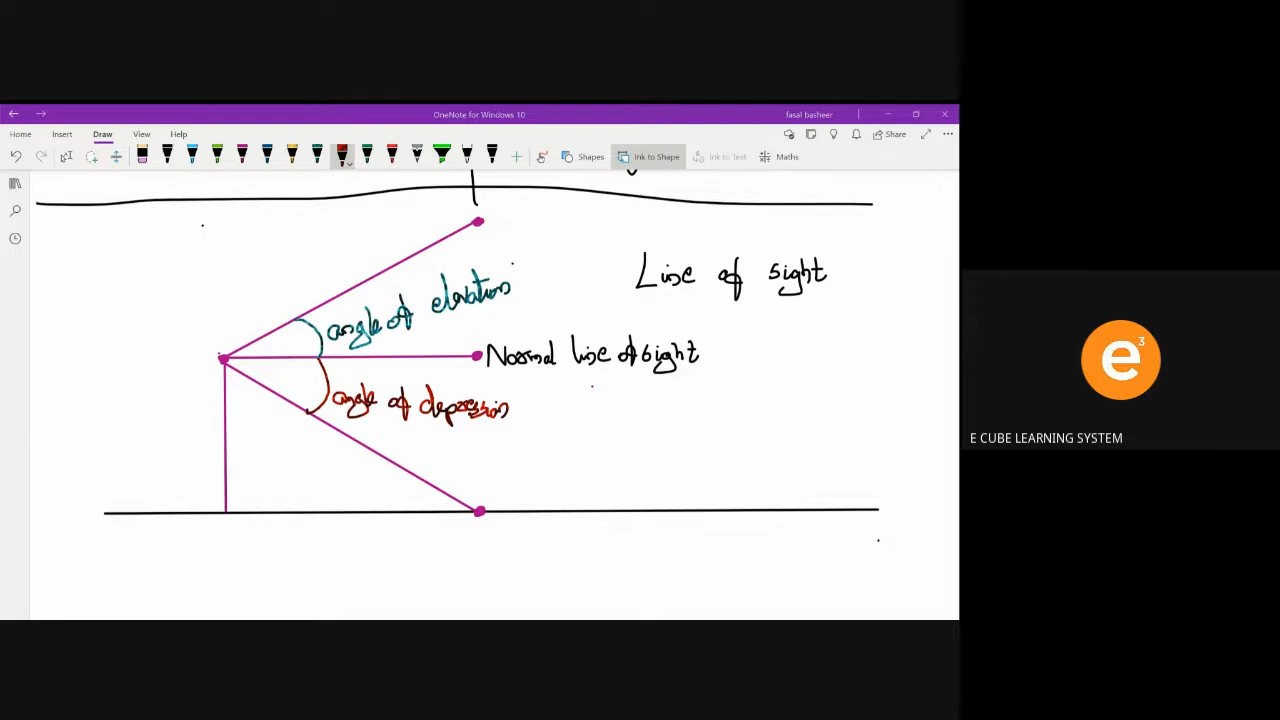 OneNote for Windows 10
fasal basheer
Home Insert Draw View Help
Share
Shapes
Ink to Shape
Ink to Text
Maths
Line of sight
angle of elevation
Normal line of sight
angle of depression
e3
E CUBE LEARNING SYSTEM